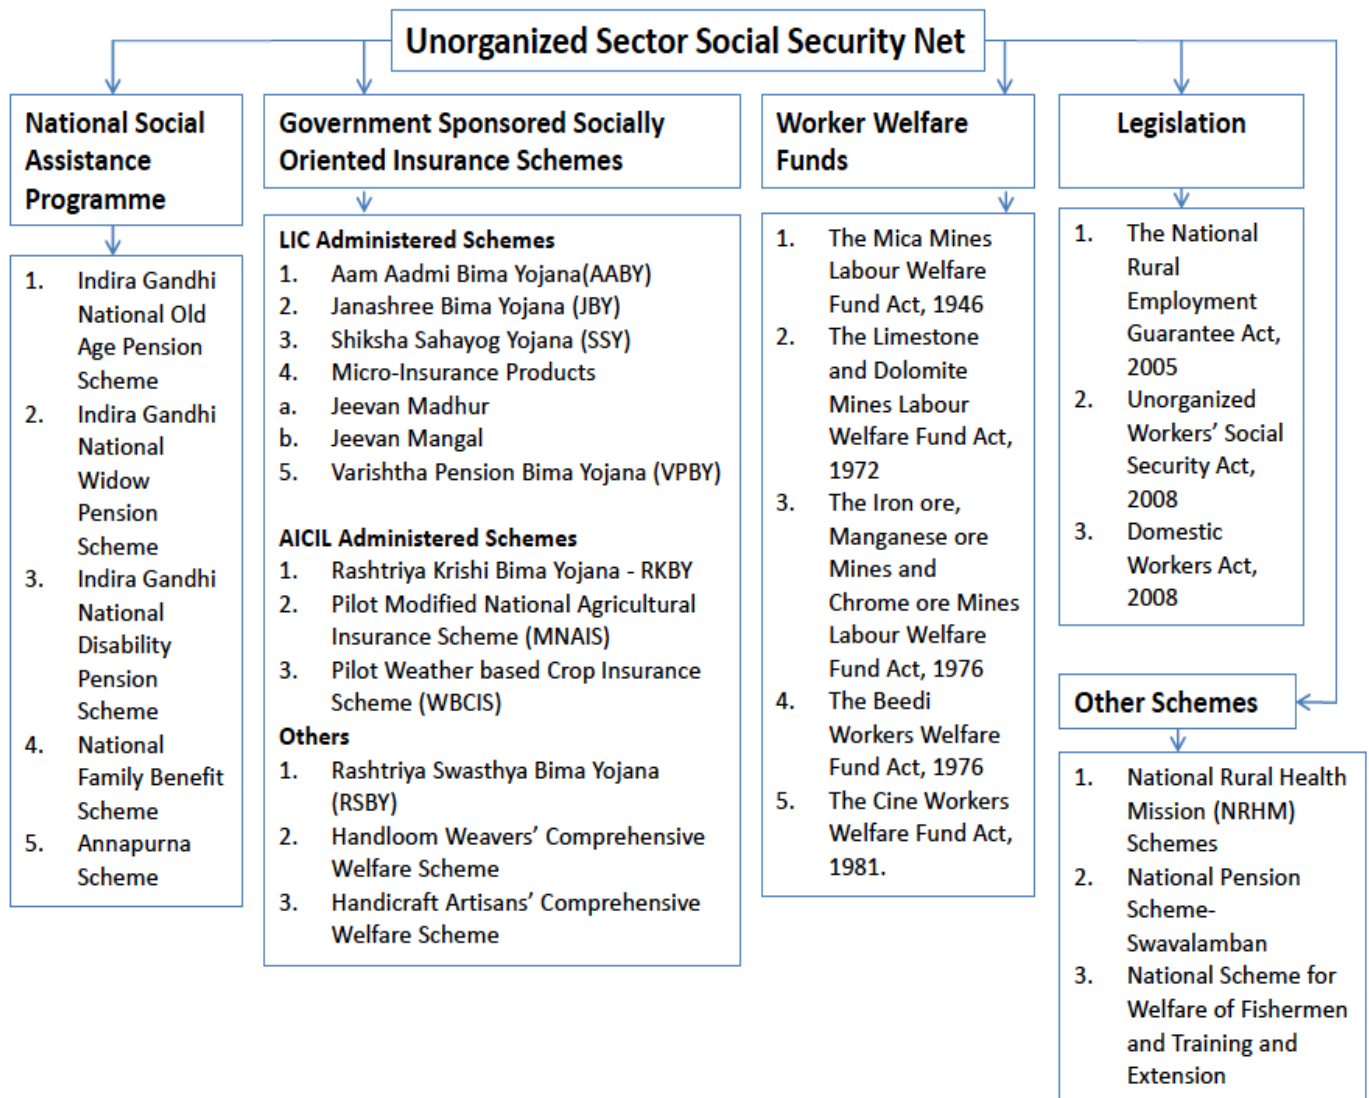 Unorganized Sector Social Security Net
National Social
Assistance
Programme
1. Indira Gandhi
National Old
Age Pension
Scheme
2. Indira Gandhi
National
Widow
Pension
Scheme
3. Indira Gandhi
National
Disability
Pension
Scheme
4. National
Family Benefit
Scheme
5. Annapurna
Scheme
Government Sponsored Socially
Oriented Insurance Schemes
LIC Administered Schemes
1. Aam Aadmi Bima Yojana(AABY)
2. Janashree Bima Yojana (JBY)
3. Shiksha Sahayog Yojana (SSY)
4. Micro-Insurance Products
a. Jeevan Madhur
b. Jeevan Mangal
5. Varishtha Pension Bima Yojana (VPBY)
AICIL Administered Schemes
1. Rashtriya Krishi Bima Yojana - RKBY
2. Pilot Modified National Agricultural
Insurance Scheme (MNAIS)
3. Pilot Weather based Crop Insurance
Scheme (WBCIS)
Others
1. Rashtriya Swasthya Bima Yojana
(RSBY)
2. Handloom Weavers’ Comprehensive
Welfare Scheme
3. Handicraft Artisans’ Comprehensive
Welfare Scheme
Worker Welfare
Funds
1. The Mica Mines
Labour Welfare
Fund Act, 1946
2. The Limestone
and Dolomite
Mines Labour
Welfare Fund Act,
1972
3. The Iron ore,
Manganese ore
Mines and
Chrome ore Mines
Labour Welfare
Fund Act, 1976
4. The Beedi
Workers Welfare
Fund Act, 1976
5. The Cine Workers
Welfare Fund Act,
1981.
Legislation
1. The National
Rural
Employment
Guarantee Act,
2005
2. Unorganized
Workers’ Social
Security Act,
2008
3. Domestic
Workers Act,
2008
Other Schemes
1. National Rural Health
Mission (NRHM)
Schemes
2. National Pension
Scheme-
Swavalamban
3. National Scheme for
Welfare of Fishermen
and Training and
Extension